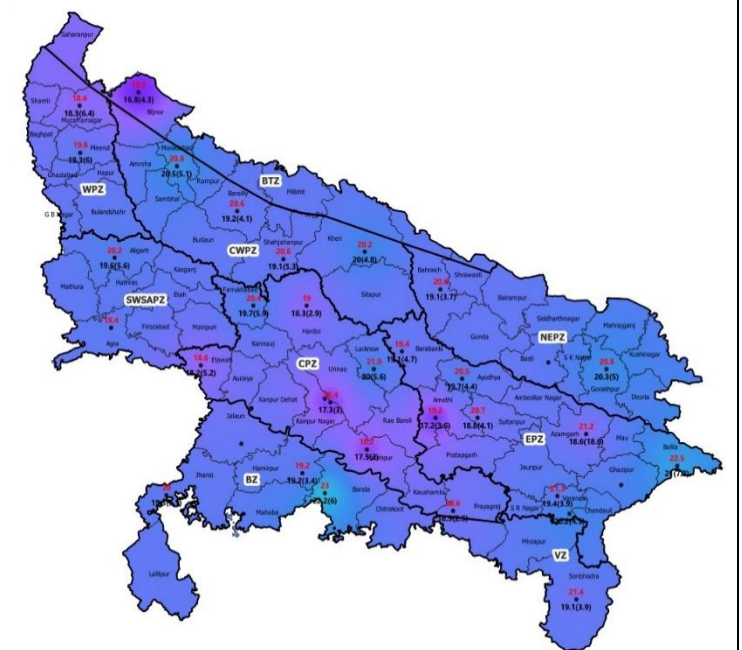 Saharanpur
Shamli
18.4
18.3(6.4)
Muzaffarnagar
16.8(4.3)
Bijnor
Baghpat
19.8
Meerut
19.3(6)
Ghaziabad
Hapur
WPZ
G B Nagar
Bulandshahr
Moradabad
Amroha
20.8
20.5(5.1)
Rampur
Sambhal
BTZ
Bareilly
Pilibhit
20.6
19.2(4.1)
Budaun
CWPZ
Shahjahanpur
20.6
19.1(5.3)
Kheri
20.2
20(4.8)
Sitapur
20.2
Aligarh
19.6(5.6)
Kasganj
Mathura
Hathras
Etah
SWSAPZ
19.4
Agra
Firozabad
Mainpuri
Farrukhabad
20.4
19.7(5.9)
19
18.3(2.9)
Hardoi
Bahraich
Shrawasti
19.1(3.7)
Balrampur
Gonda
Siddharthnagar
Maharajganj
NEPZ
Basti
S K Nagar
20.8
20.3(5)
Kushinagar
Gorakhpur
Deoria
18.6
Etawah
18.2(5.2)
Auraiya
Kannauj
CPZ
Lucknow
Unnao
19.4
Barabanki
Kanpur Dehat
17.3(3)
Kanpur Nagar
Rae Bareli
20.5
Ayodhya
19.7(4.4)
Amethi
19.2
17.2(3.6)
20.7
18.8(4.1)
Sultanpur
Ambedkar Nagar
EPZ
21.2
Azamgarh
18.6(18.6)
Mau
Ballia
22.5
Pratapgarh
Jaunpur
Ghazipur
19.4(3.9)
Varanasi
S R Nagar
Chandauli
Jalaun
Jhansi
Hamirpur
BZ
19.2
19.2(3.4)
Mahoba
23
Banda
Chitrakoot
Kaushambi
20.6
Prayagraj
Mirzapur
VZ
Sonbhadra
21.4
19.1(3.9)
Lalitpur